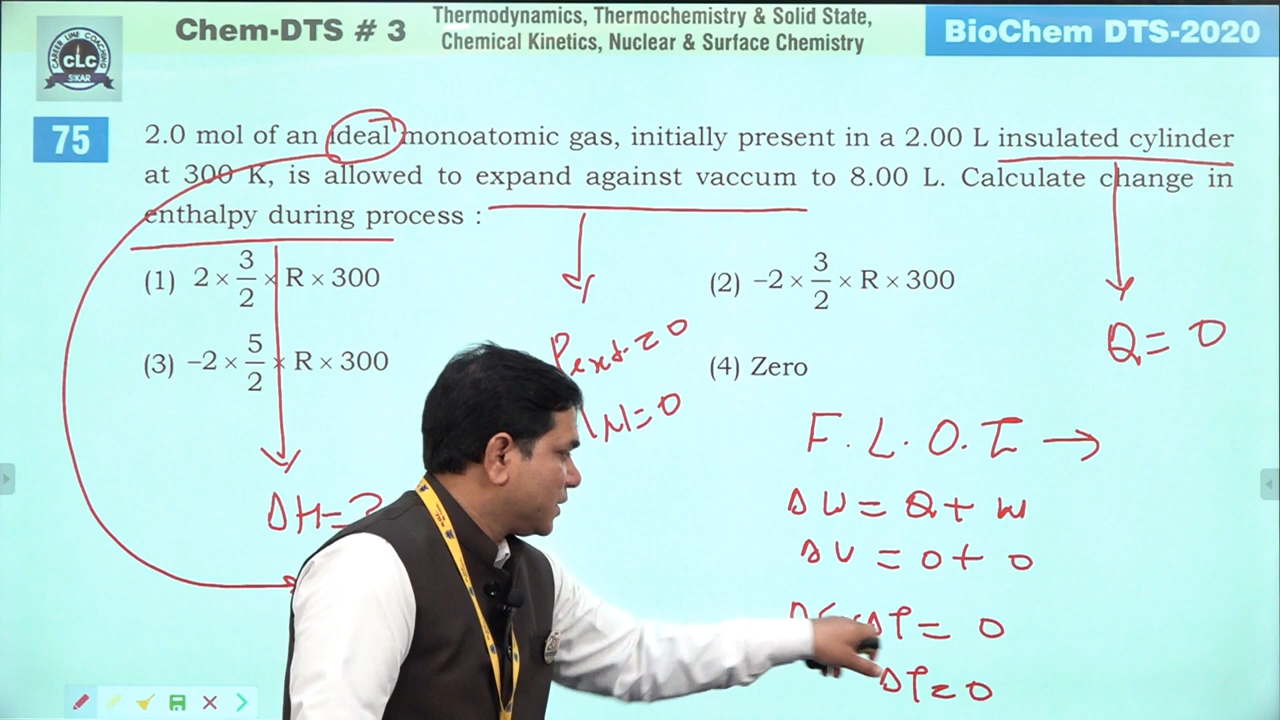 Chem-DTS # 3
Thermodynamics, Thermochemistry & Solid State,
Chemical Kinetics, Nuclear & Surface Chemistry
BioChem DTS-2020
CAREER LINE COACHING
CLC
SIKAR
75
2.0 mol of an ideal monoatomic gas, initially present in a 2.00 L insulated cylinder
at 300 K, is allowed to expand against vaccum to 8.00 L. Calculate change in
enthalpy during process :
(1) 2 × 3/2 × R × 300
(2) −2 × 3/2 × R × 300
(3) −2 × 5/2 × R × 300
(4) Zero
Pext. = 0
W = 0
Q = 0
ΔH = ?
F. L. O. T →
ΔU = Q + W
ΔU = 0 + 0
ΔT = 0
ΔT = 0